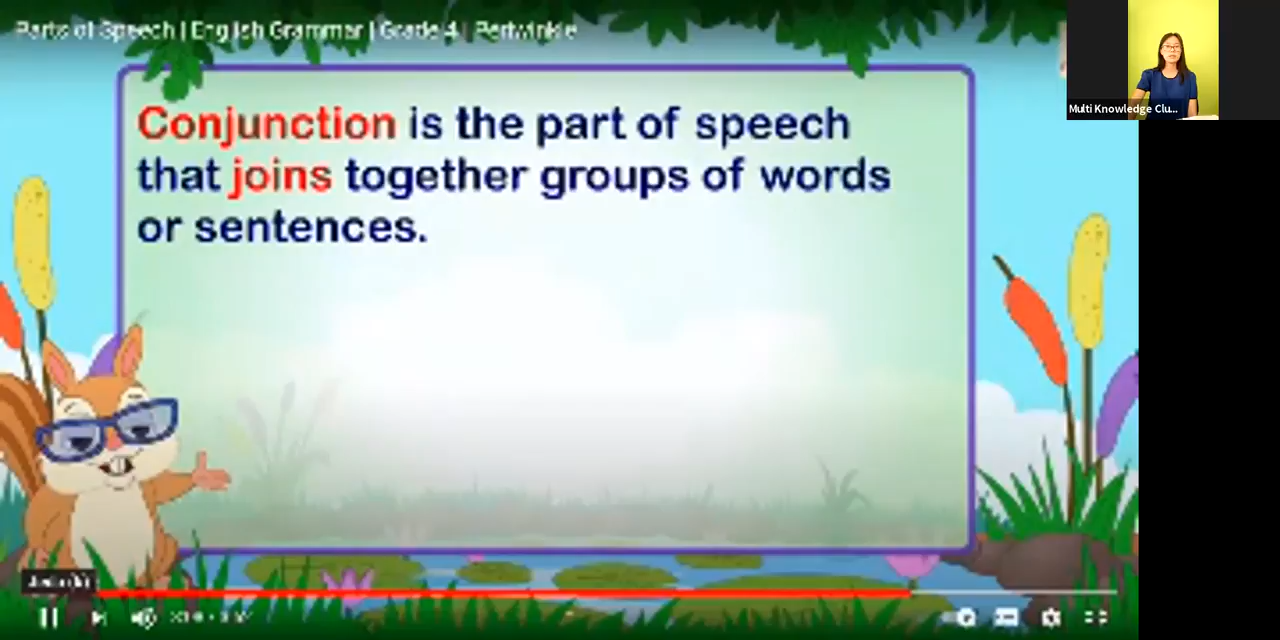 Parts of Speech | English Grammar | Grade 4 | Periwinkle
Multi Knowledge Clu...
Conjunction is the part of speech
that joins together groups of words
or sentences.